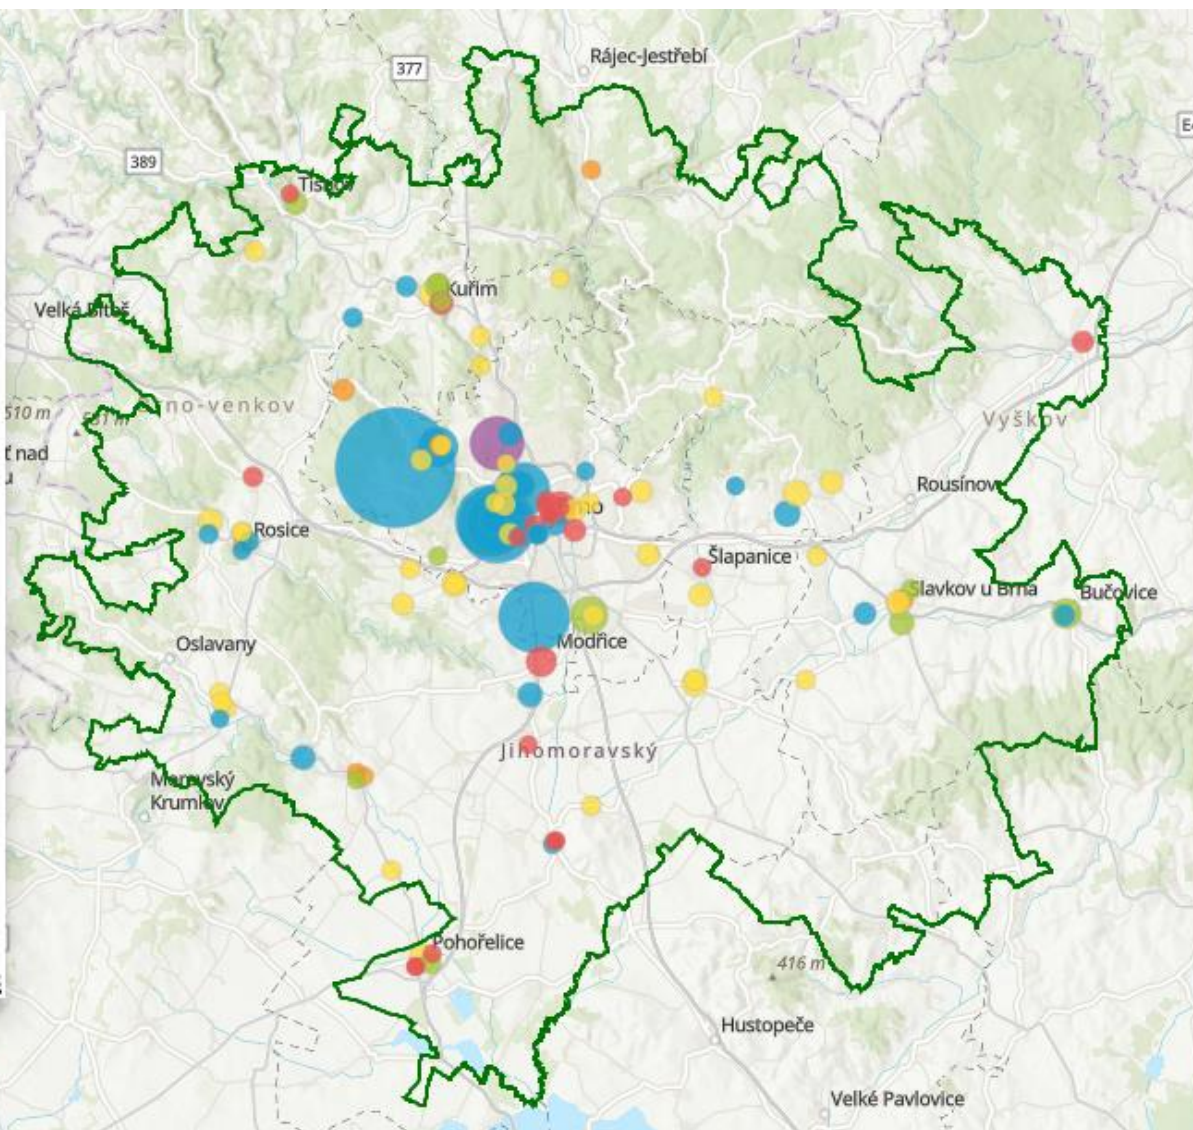 Rájec-Jestřebí
377
389
Kuřim
Velká Bíteš
510 m
Brno-venkov
Vyškov
ť nad
u
Rousínov
Rosice
Šlapanice
Slavkov u Brna
Bučovice
Oslavany
Modřice
Jihomoravský
Moravský
Krumlov
Pohořelice
416 m
Hustopeče
Velké Pavlovice